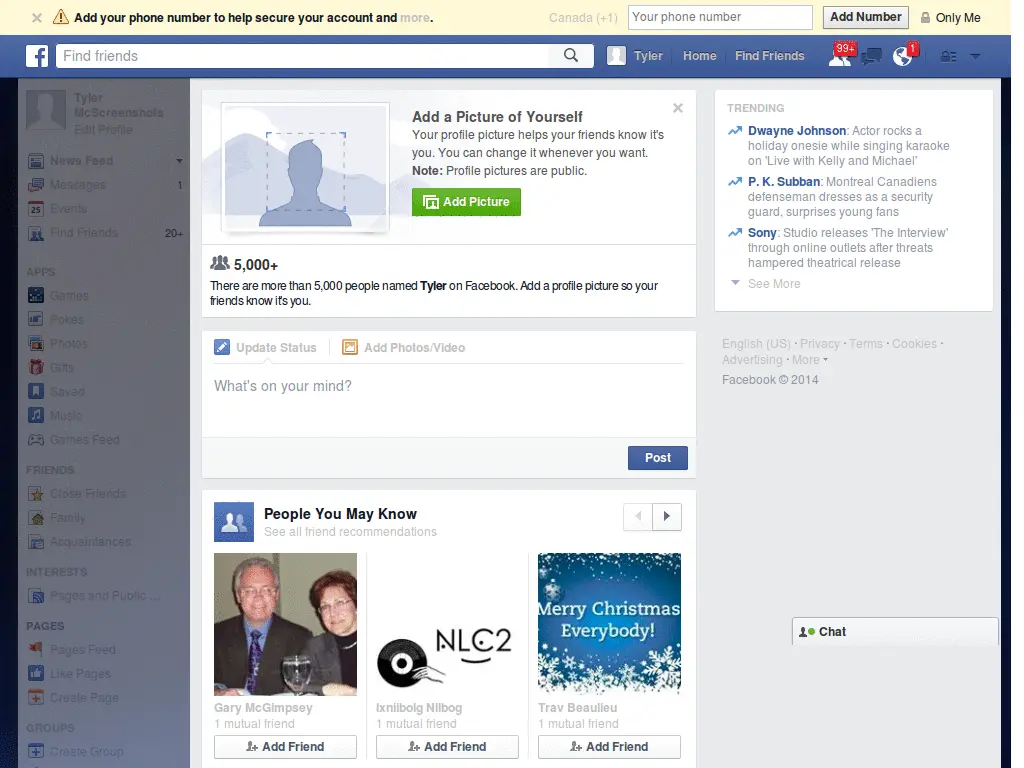 Add your phone number to help secure your account and more.
Canada (+1)
Your phone number
Add Number
Only Me
Find friends
Tyler
Home
Find Friends
99+
1
Tyler
McScreenshots
Edit Profile
News Feed
Messages 1
Events
Find Friends 20+
APPS
Games
Pokes
Photos
Gifts
Saved
Music
Games Feed
FRIENDS
Close Friends
Family
Acquaintances
INTERESTS
Pages and Public ...
PAGES
Pages Feed
Like Pages
Create Page
GROUPS
Create Group
Add a Picture of Yourself
Your profile picture helps your friends know it's
you. You can change it whenever you want.
Note: Profile pictures are public.
Add Picture
5,000+
There are more than 5,000 people named Tyler on Facebook. Add a profile picture so your
friends know it's you.
Update Status
Add Photos/Video
What's on your mind?
Post
People You May Know
See all friend recommendations
NLC2
Merry Christmas
Everybody!
Gary McGimpsey
1 mutual friend
Add Friend
Ixniibolg Nilbog
1 mutual friend
Add Friend
Trav Beaulieu
1 mutual friend
Add Friend
TRENDING
Dwayne Johnson: Actor rocks a
holiday onesie while singing karaoke
on 'Live with Kelly and Michael'
P. K. Subban: Montreal Canadiens
defenseman dresses as a security
guard, surprises young fans
Sony: Studio releases 'The Interview'
through online outlets after threats
hampered theatrical release
See More
English (US) · Privacy · Terms · Cookies ·
Advertising · More
Facebook © 2014
Chat